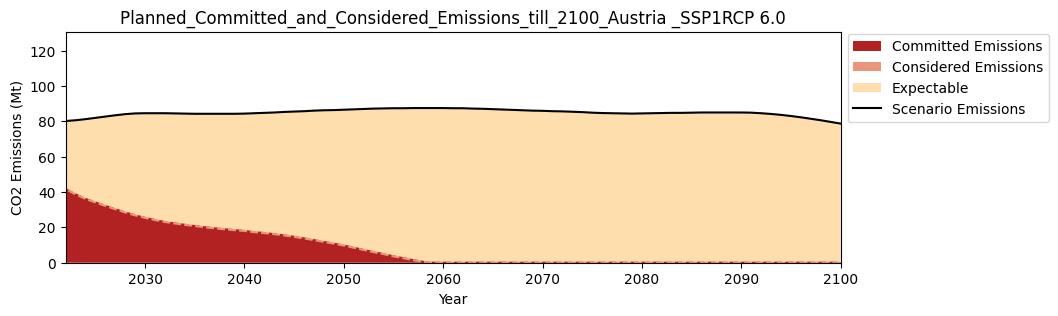 Planned_Committed_and_Considered_Emissions_till_2100_Austria _SSP1RCP 6.0
120
100
80
60
40
20
0
CO2 Emissions (Mt)
2030 2040 2050 2060 2070 2080 2090 2100
Year
Committed Emissions
Considered Emissions
Expectable
Scenario Emissions